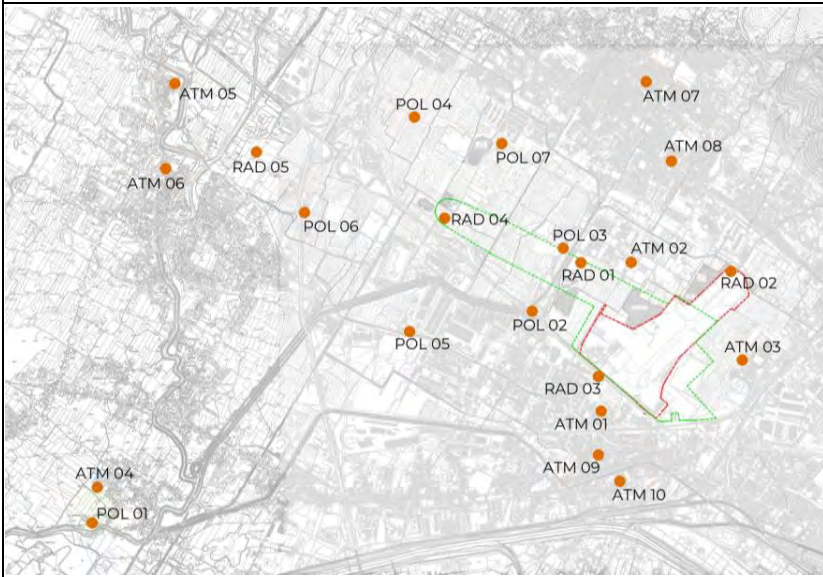 ATM 05
ATM 07
POL 04
RAD 05
POL 07
ATM 08
ATM 06
POL 06
RAD 04
POL 03
ATM 02
RAD 01
RAD 02
POL 02
POL 05
ATM 03
RAD 03
ATM 01
ATM 09
ATM 04
ATM 10
POL 01